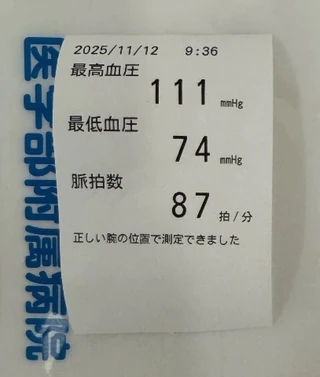 2025/11/12 9:36
最高血圧
111 mmHg
最低血圧
74 mmHg
脈拍数
87 拍/分
正しい腕の位置で測定できました
医学部附属病院